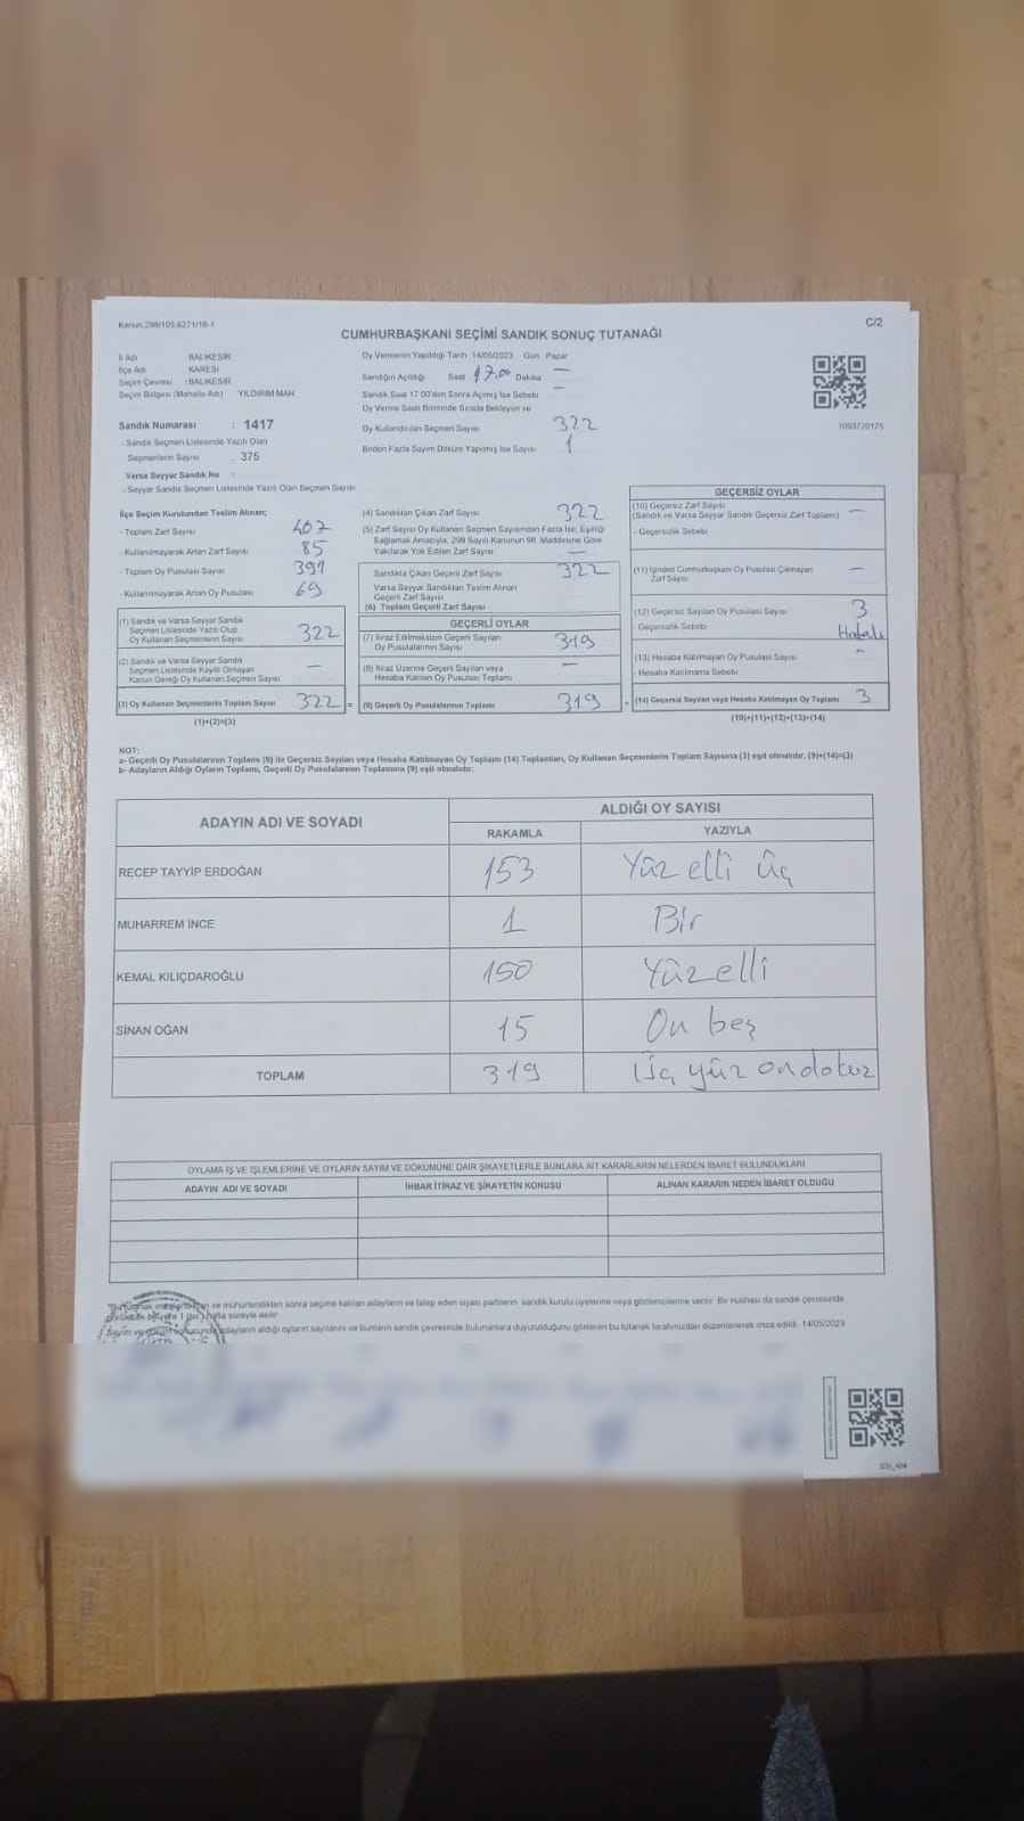 Kanun.298/105,6271/18-1
C/2
CUMHURBAŞKANI SEÇİMİ SANDIK SONUÇ TUTANAĞI
İl Adı : BALIKESİR
İlçe Adı : KARESİ
Seçim Çevresi : BALIKESİR
Seçim Bölgesi (Mahalle Adı) : YILDIRIM MAH.
Sandık Numarası : 1417
- Sandık Seçmen Listesinde Yazılı Olan
Seçmenlerin Sayısı : 375
Varsa Seyyar Sandık No :
- Seyyar Sandık Seçmen Listesinde Yazılı Olan Seçmen Sayısı
Oy Vermenin Yapıldığı Tarih 14/05/2023 Gün Pazar
Sandığın Açıldığı Saat 17.00 Dakika —
Sandık Saat 17.00'den Sonra Açılmış İse Sebebi —
Oy Verme Saati Bitiminde Sırada Bekleyen
Oy Kullandırılan Seçmen Sayısı 322
Birden Fazla Sayım Döküm Yapılmış İse Sayısı 1
İlçe Seçim Kurulundan Teslim Alınan;
- Toplam Zarf Sayısı 407
- Kullanılmayarak Artan Zarf Sayısı 85
- Toplam Oy Pusulası Sayısı 391
- Kullanılmayarak Artan Oy Pusulası 69
(1) Sandık ve Varsa Seyyar Sandık
Seçmen Listesinde Yazılı Olup
Oy Kullanan Seçmenlerin Sayısı 322
(2) Sandık ve Varsa Seyyar Sandık
Seçmen Listesinde Kayıtlı Olmayan
Kanun Gereği Oy Kullanan Seçmen Sayısı —
(3) Oy Kullanan Seçmenlerin Toplam Sayısı 322 =
(1)+(2)=(3)
(4) Sandıktan Çıkan Zarf Sayısı 322
(5) Zarf Sayısı Oy Kullanan Seçmen Sayısından Fazla İse, Eşitliği
Sağlamak Amacıyla, 298 Sayılı Kanunun 98. Maddesine Göre
Yakılarak Yok Edilen Zarf Sayısı —
Sandıkta Çıkan Geçerli Zarf Sayısı 322
Varsa Seyyar Sandıktan Teslim Alınan
Geçerli Zarf Sayısı
(6) Toplam Geçerli Zarf Sayısı
GEÇERLİ OYLAR
(7) İtiraz Edilmeksizin Geçerli Sayılan
Oy Pusulalarının Sayısı 319
(8) İtiraz Üzerine Geçerli Sayılan veya
Hesaba Katılan Oy Pusulası Toplamı —
(9) Geçerli Oy Pusulalarının Toplamı 319
GEÇERSİZ OYLAR
(10) Geçersiz Zarf Sayısı —
(Sandık ve Varsa Seyyar Sandık Geçersiz Zarf Toplamı)
- Geçersizlik Sebebi
(11) İçinden Cumhurbaşkanı Oy Pusulası Çıkmayan
Zarf Sayısı —
(12) Geçersiz Sayılan Oy Pusulası Sayısı 3
Geçersizlik Sebebi Hatalı
(13) Hesaba Katılmayan Oy Pusulası Sayısı -
- Hesaba Katılmama Sebebi
(14) Geçersiz Sayılan veya Hesaba Katılmayan Oy Toplamı 3
(10)+(11)+(12)+(13)=(14)
NOT:
a- Geçerli Oy Pusulalarının Toplamı (9) ile Geçersiz Sayılan veya Hesaba Katılmayan Oy Toplamı (14) Toplamları, Oy Kullanan Seçmenlerin Toplam Sayısına (3) eşit olmalıdır. (9)+(14)=(3)
b- Adayların Aldığı Oyların Toplamı, Geçerli Oy Pusulalarının Toplamına (9) eşit olmalıdır.
ADAYIN ADI VE SOYADI
ALDIĞI OY SAYISI
RAKAMLA YAZIYLA
RECEP TAYYİP ERDOĞAN 153 Yüz elli üç
MUHARREM İNCE 1 Bir
KEMAL KILIÇDAROĞLU 150 Yüzelli
SİNAN OĞAN 15 On beş
TOPLAM 319 Üç yüz ondokuz
OYLAMA İŞ VE İŞLEMLERİNE VE OYLARIN SAYIM VE DÖKÜMÜNE DAİR ŞİKAYETLERLE BUNLARA AİT KARARLARIN NELERDEN İBARET BULUNDUKLARI
ADAYIN ADI VE SOYADI İHBAR İTİRAZ VE ŞİKAYETİN KONUSU ALINAN KARARIN NEDEN İBARET OLDUĞU
ve mühürlendikten sonra seçime katılan adayların ve talep eden siyasi partilerin sandık kurulu üyelerine veya gözlemcilerine verilir. Bir nüshası da sandık çevresinde
adayların aldığı oyların sayılarını ve bunların sandık çevresinde bulunanlara duyurulduğunu gösteren bu tutanak tarafımızdan düzenlenerek imza edildi. 14/05/2023